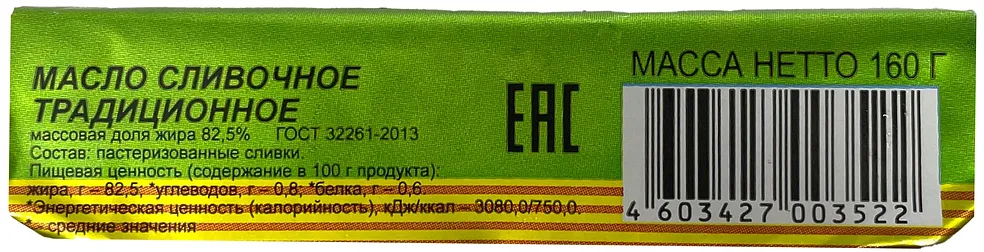 МАСЛО СЛИВОЧНОЕ
ТРАДИЦИОННОЕ
массовая доля жира 82,5% ГОСТ 32261-2013
Состав: пастеризованные сливки.
Пищевая ценность (содержание в 100 г продукта):
жира, г – 82,5; *углеводов, г – 0,8; *белка, г – 0,6.
*Энергетическая ценность (калорийность), кДж/ккал – 3080,0/750,0.
* средние значения
ЕАС
МАССА НЕТТО 160 Г
4 603427 003522